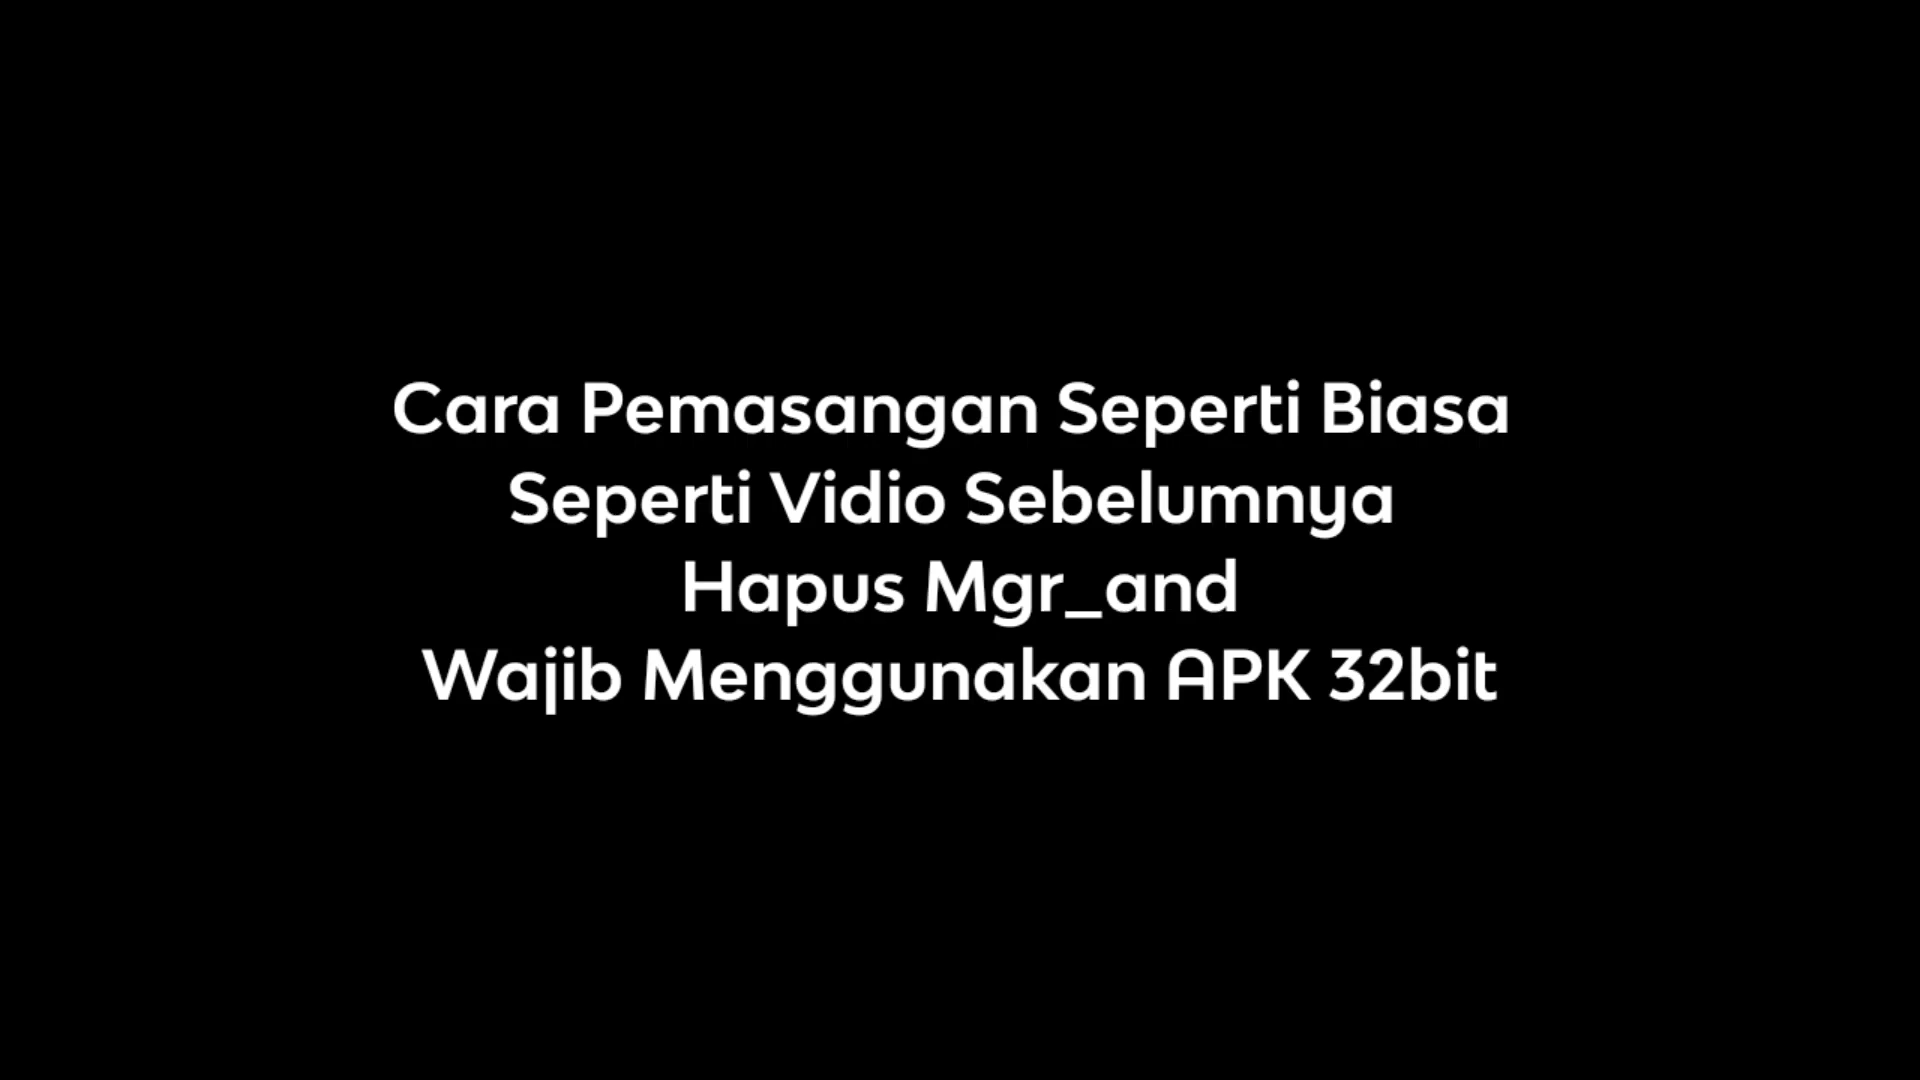 Cara Pemasangan Seperti Biasa
Seperti Vidio Sebelumnya
Hapus Mgr_and
Wajib Menggunakan APK 32bit